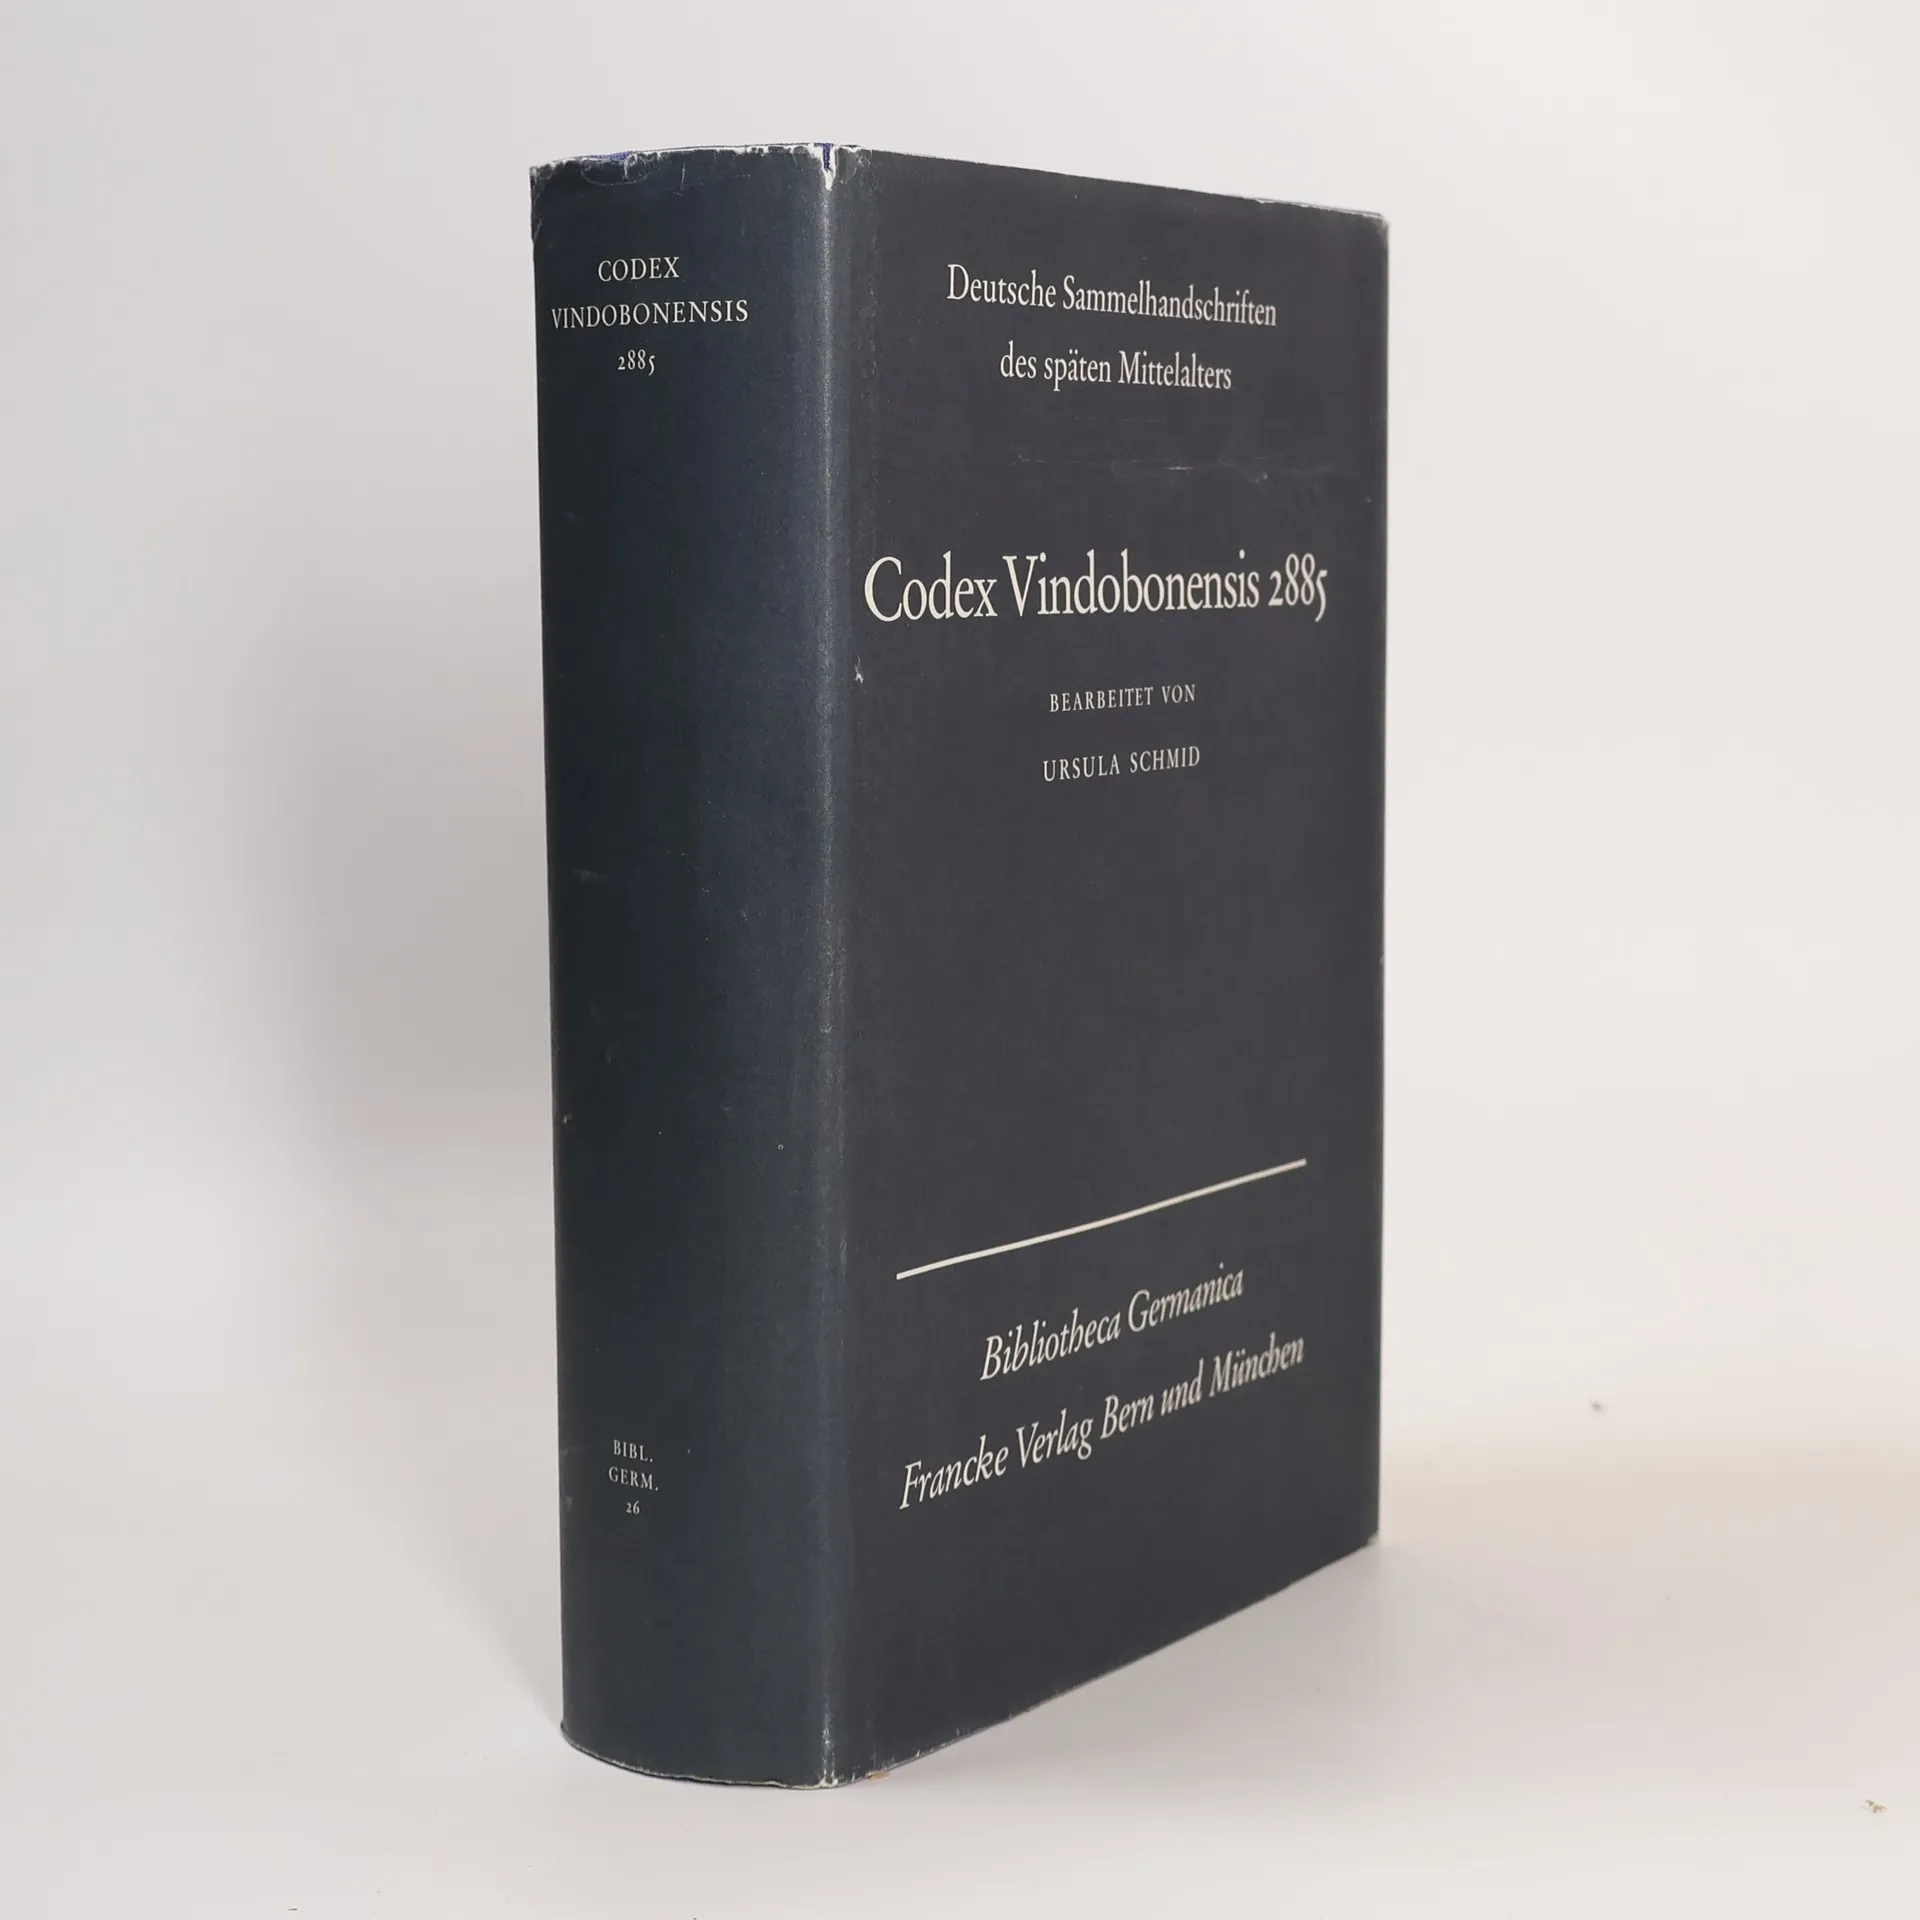 CODEX
VINDOBONENSIS
2885
BIBL.
GERM.
26
Deutsche Sammelhandschriften
des späten Mittelalters
Codex Vindobonensis 2885
BEARBEITET VON
URSULA SCHMID
Bibliotheca Germanica
Francke Verlag Bern und München